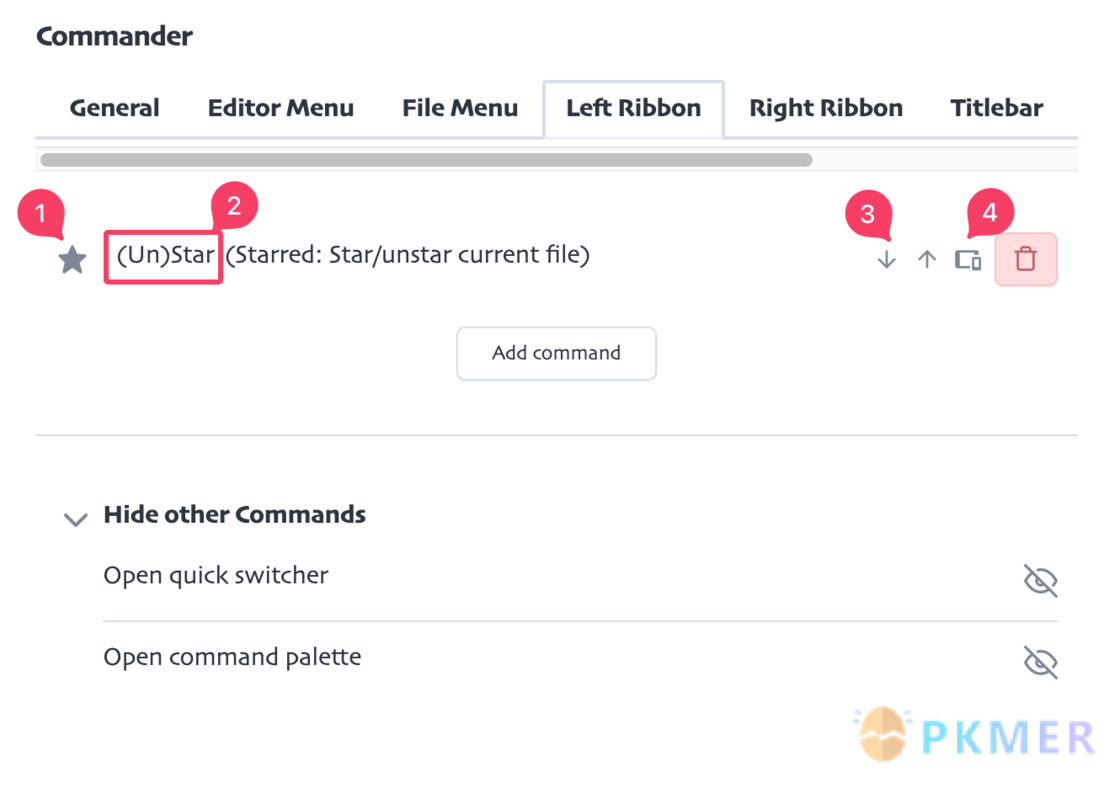 Commander
General Editor Menu File Menu Left Ribbon Right Ribbon Titlebar
1 2 3 4
(Un)Star (Starred: Star/unstar current file)
Add command
Hide other Commands
Open quick switcher
Open command palette
PKMER